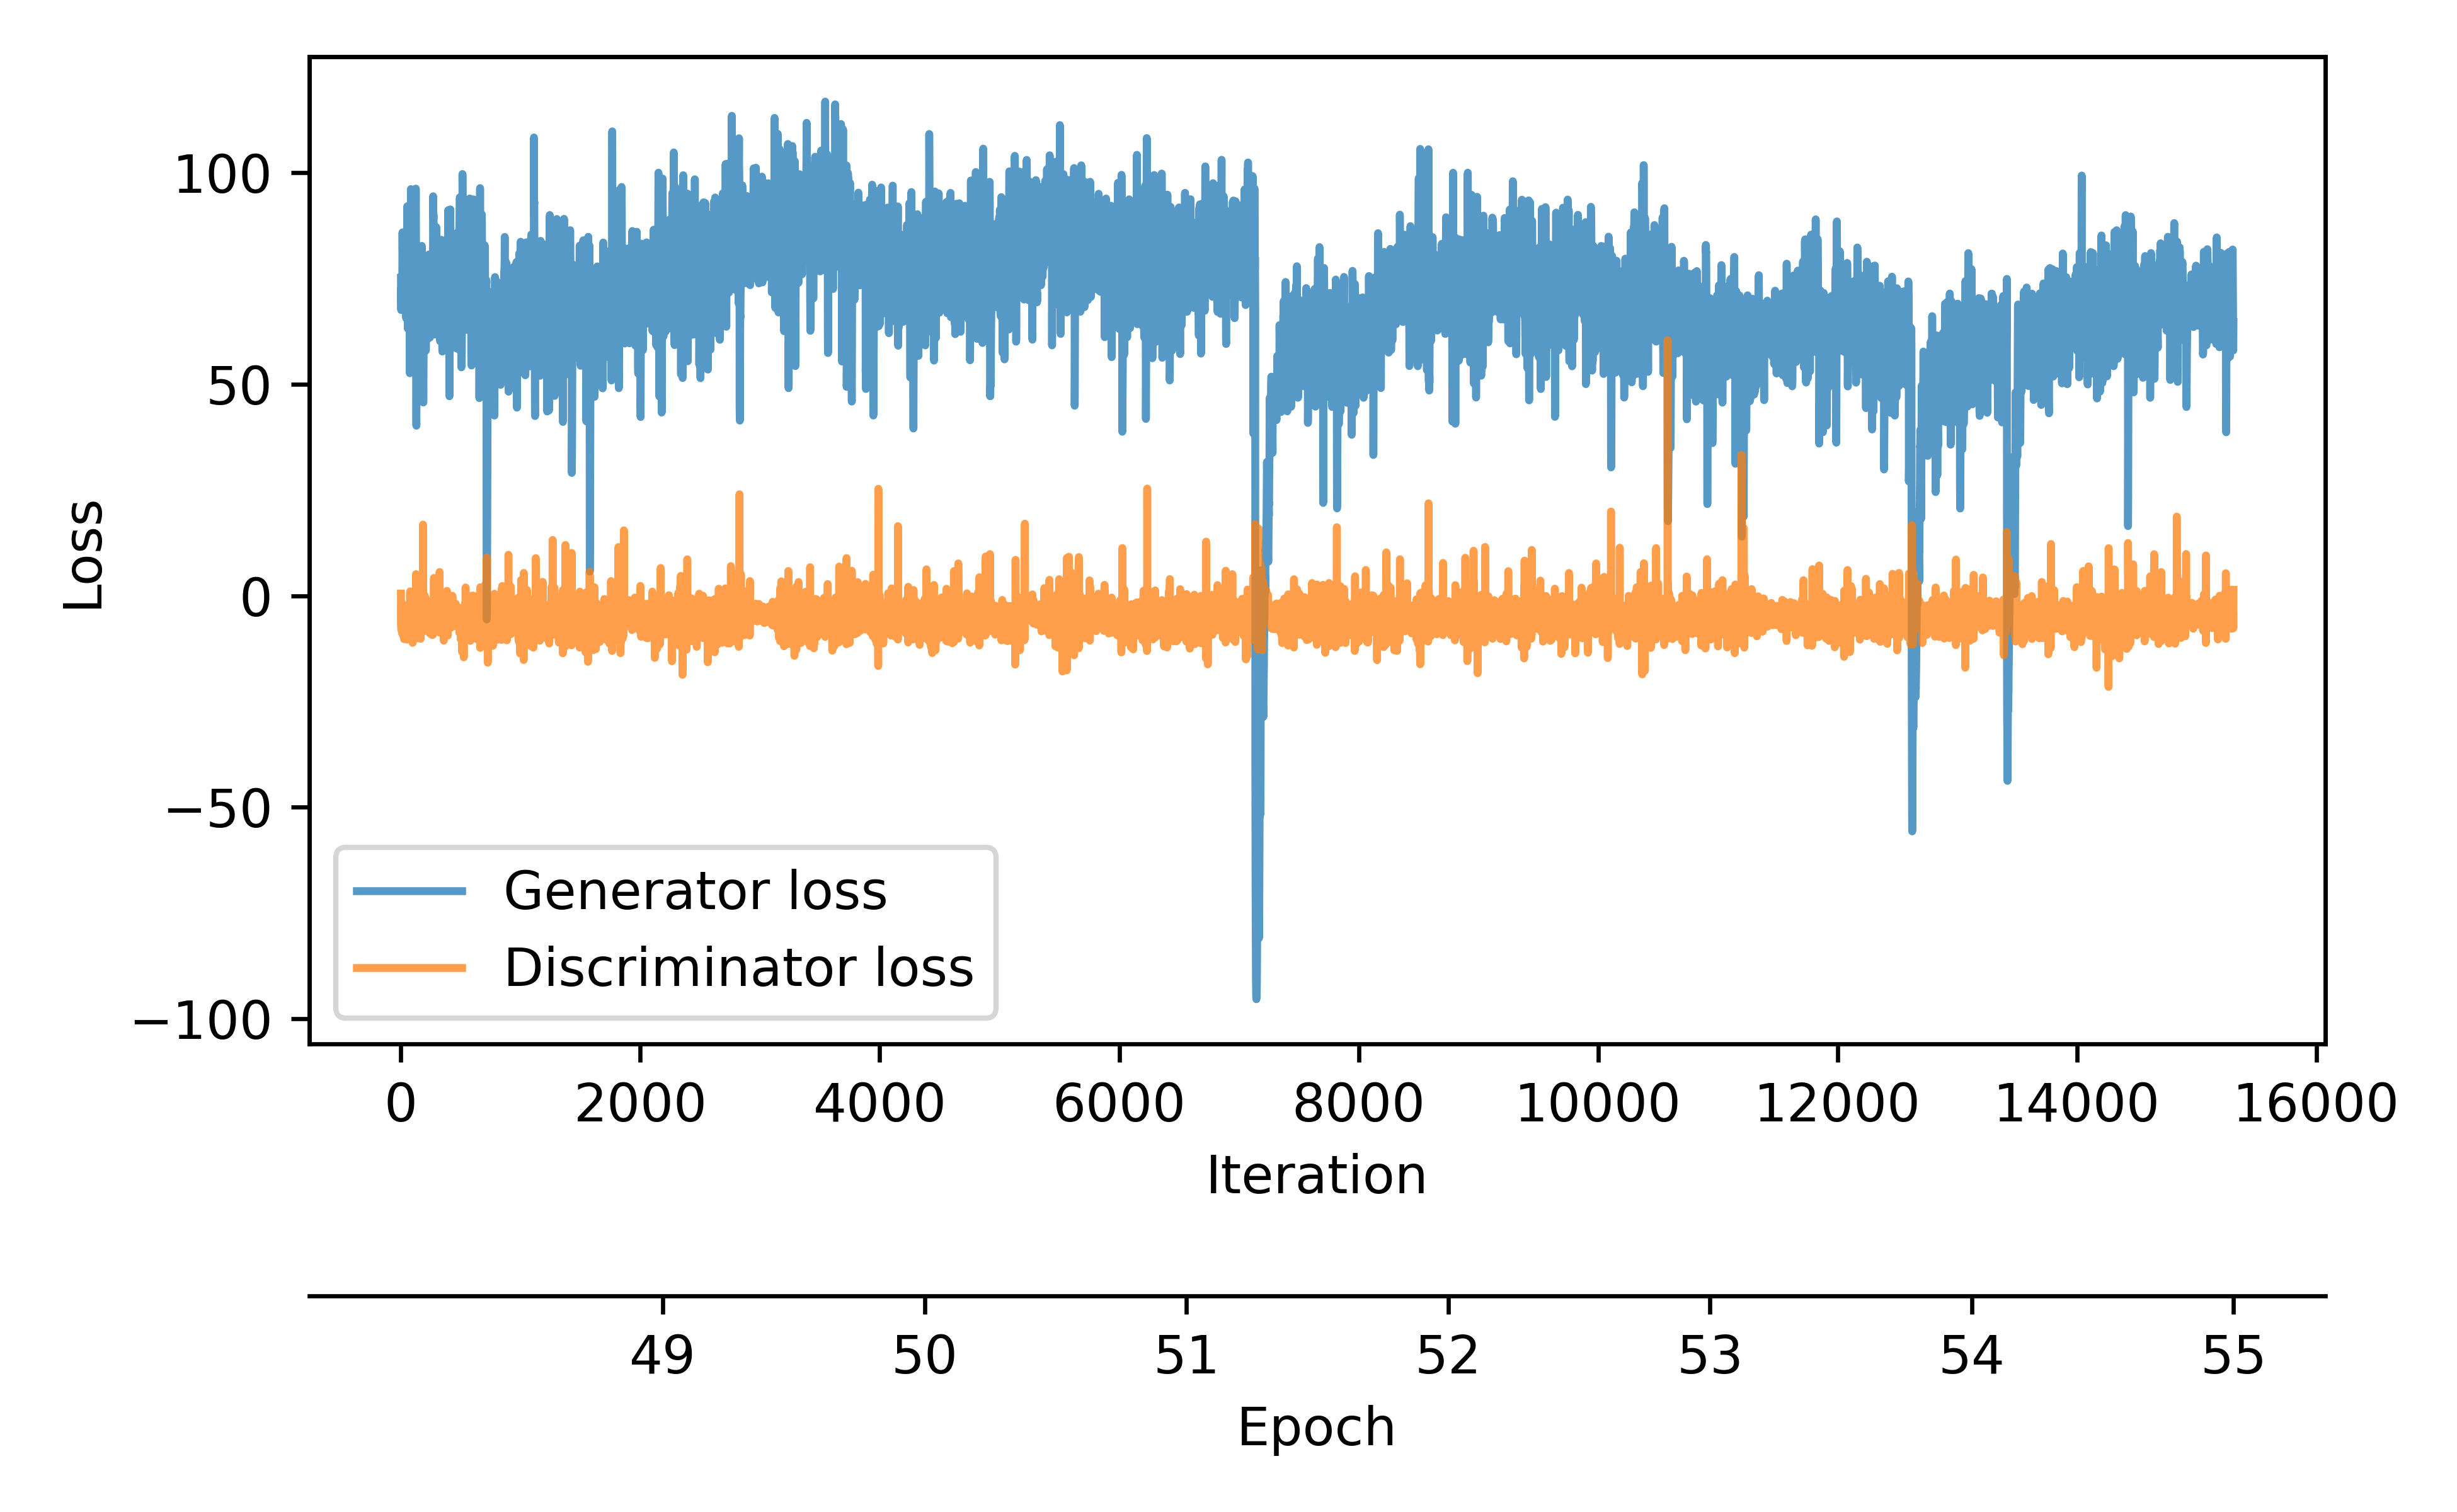 100
50
0
−50
−100
Loss
Generator loss
Discriminator loss
0 2000 4000 6000 8000 10000 12000 14000 16000
Iteration
49 50 51 52 53 54 55
Epoch